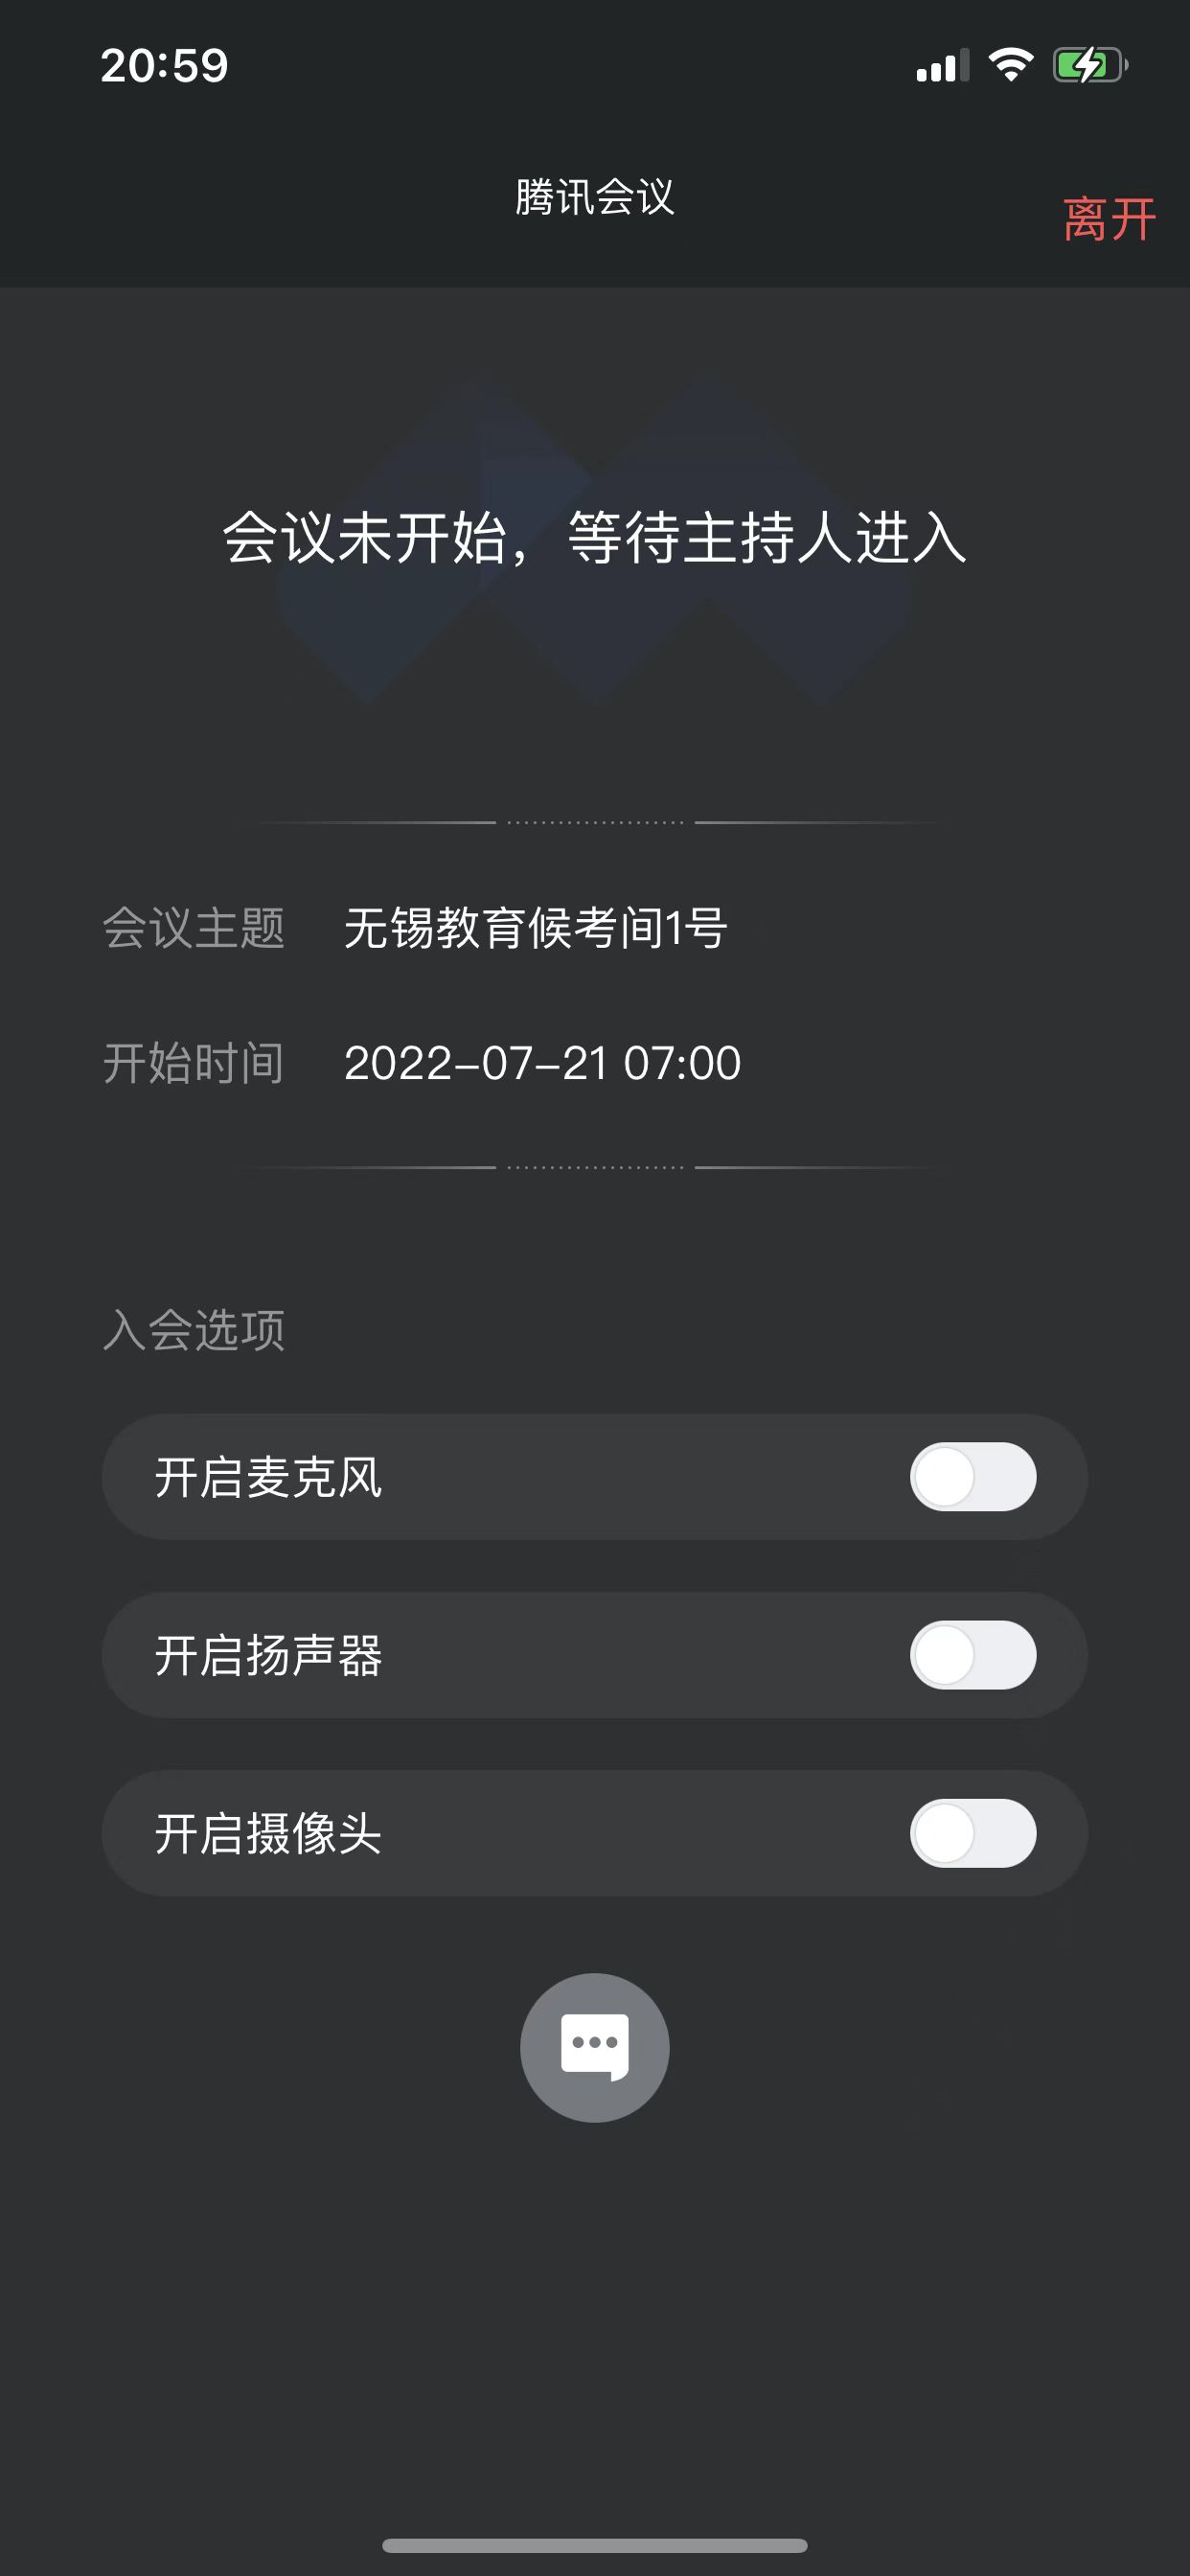 20:59
腾讯会议
离开
会议未开始，等待主持人进入
会议主题 无锡教育候考间1号
开始时间 2022-07-21 07:00
入会选项
开启麦克风
开启扬声器
开启摄像头